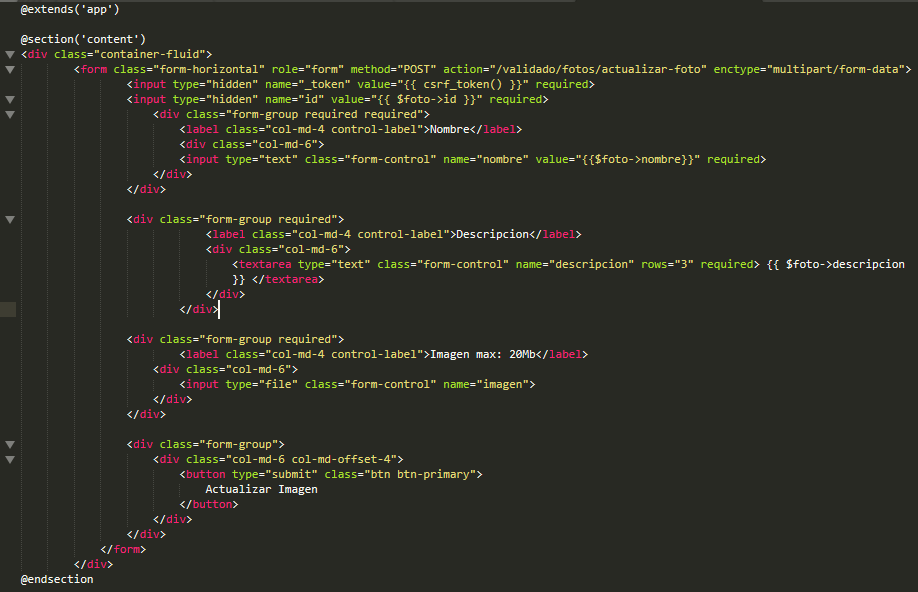 @extends('app')
@section('content')
<div class="container-fluid">
<form class="form-horizontal" role="form" method="POST" action="/validado/fotos/actualizar-foto" enctype="multipart/form-data">
<input type="hidden" name="_token" value="{{ csrf_token() }}" required>
<input type="hidden" name="id" value="{{ $foto->id }}" required>
<div class="form-group required required">
<label class="col-md-4 control-label">Nombre</label>
<div class="col-md-6">
<input type="text" class="form-control" name="nombre" value="{{$foto->nombre}}" required>
</div>
</div>
<div class="form-group required">
<label class="col-md-4 control-label">Descripcion</label>
<div class="col-md-6">
<textarea type="text" class="form-control" name="descripcion" rows="3" required> {{ $foto->descripcion
}} </textarea>
</div>
</div>
<div class="form-group required">
<label class="col-md-4 control-label">Imagen max: 20Mb</label>
<div class="col-md-6">
<input type="file" class="form-control" name="imagen">
</div>
</div>
<div class="form-group">
<div class="col-md-6 col-md-offset-4">
<button type="submit" class="btn btn-primary">
Actualizar Imagen
</button>
</div>
</div>
</form>
</div>
@endsection